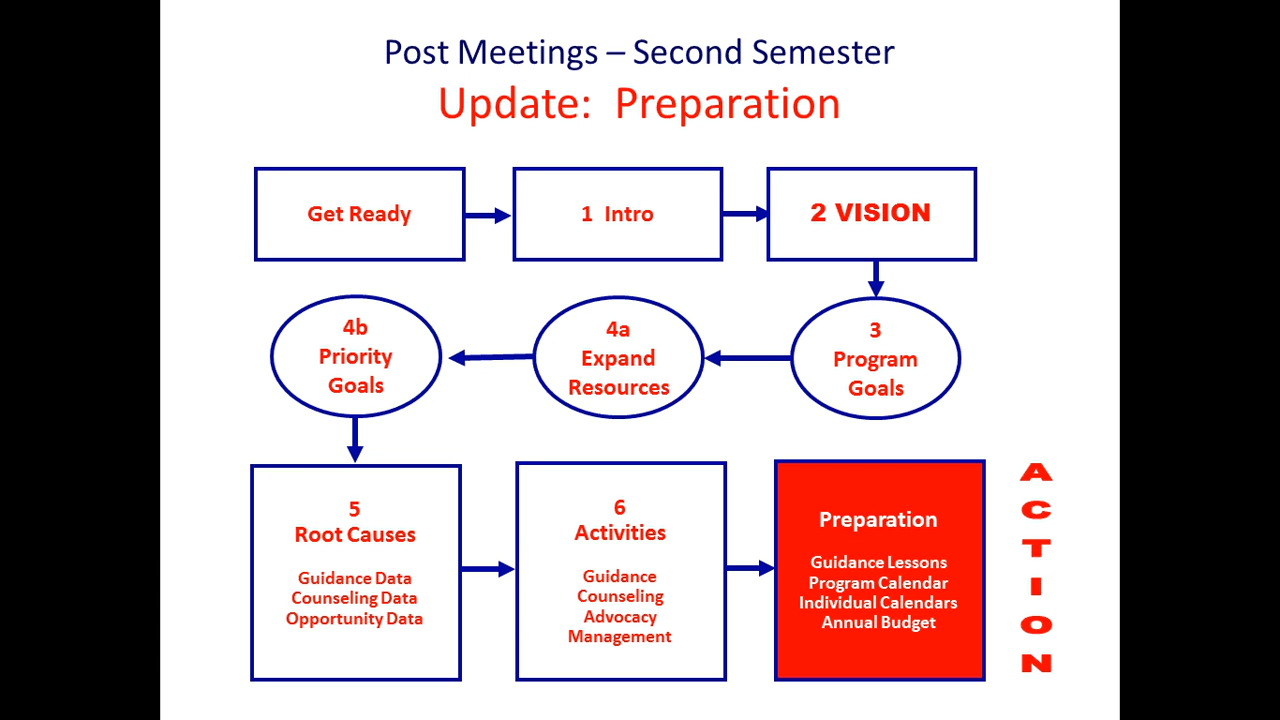 Post Meetings – Second Semester
Update: Preparation
Get Ready
1 Intro
2 VISION
4b
Priority
Goals
4a
Expand
Resources
3
Program
Goals
5
Root Causes
Guidance Data
Counseling Data
Opportunity Data
6
Activities
Guidance
Counseling
Advocacy
Management
Preparation
Guidance Lessons
Program Calendar
Individual Calendars
Annual Budget
A
C
T
I
O
N